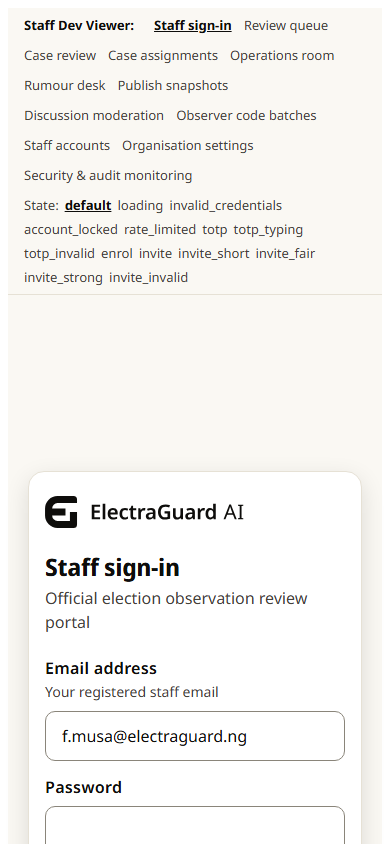 Staff Dev Viewer: Staff sign-in Review queue
Case review Case assignments Operations room
Rumour desk Publish snapshots
Discussion moderation Observer code batches
Staff accounts Organisation settings
Security & audit monitoring
State: default loading invalid_credentials
account_locked rate_limited totp totp_typing
totp_invalid enrol invite invite_short invite_fair
invite_strong invite_invalid
ElectraGuard AI
Staff sign-in
Official election observation review
portal
Email address
Your registered staff email
f.musa@electraguard.ng
Password